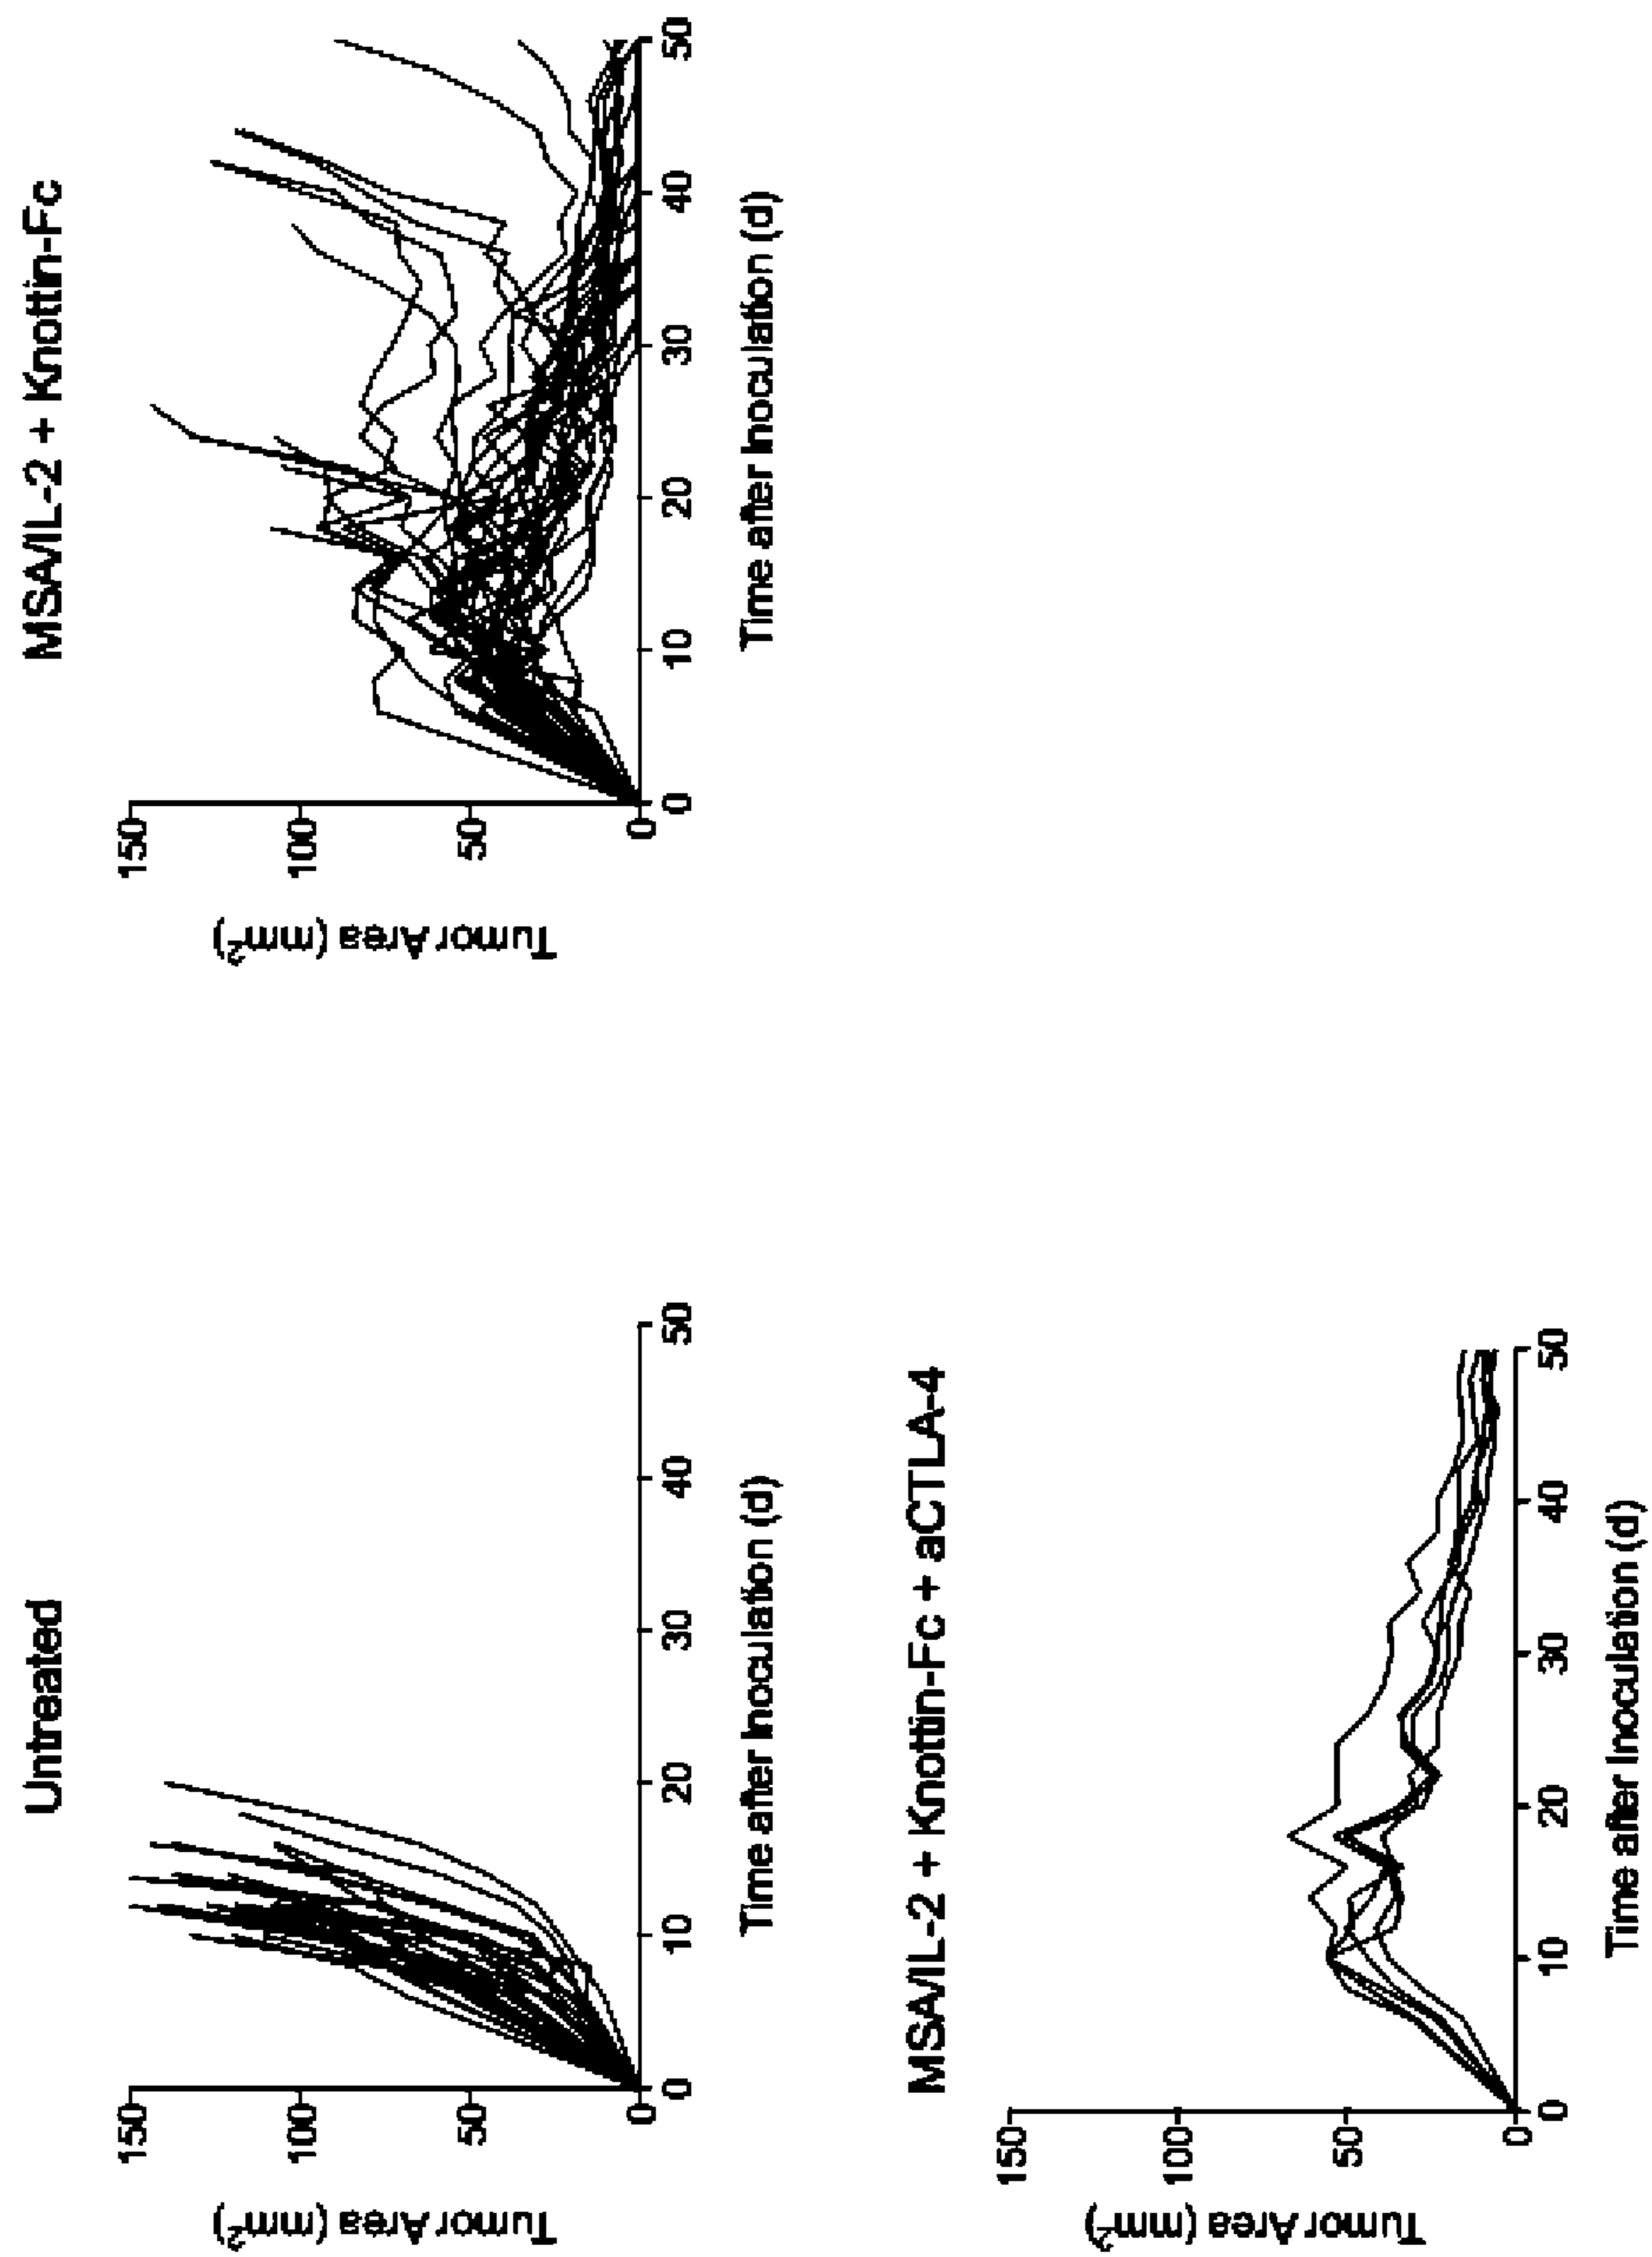 Untreated
Tumor Area (mm²)
150
100
50
0
0 10 20 30 40 50
Time after Inoculation (d)
MSA/IL-2 + Knottin-Fc
Tumor Area (mm²)
150
100
50
0
0 10 20 30 40 50
Time after Inoculation (d)
MSA/IL-2 + Knottin-Fc + aCTLA-4
Tumor Area (mm²)
150
100
50
0
0 10 20 30 40 50
Time after Inoculation (d)